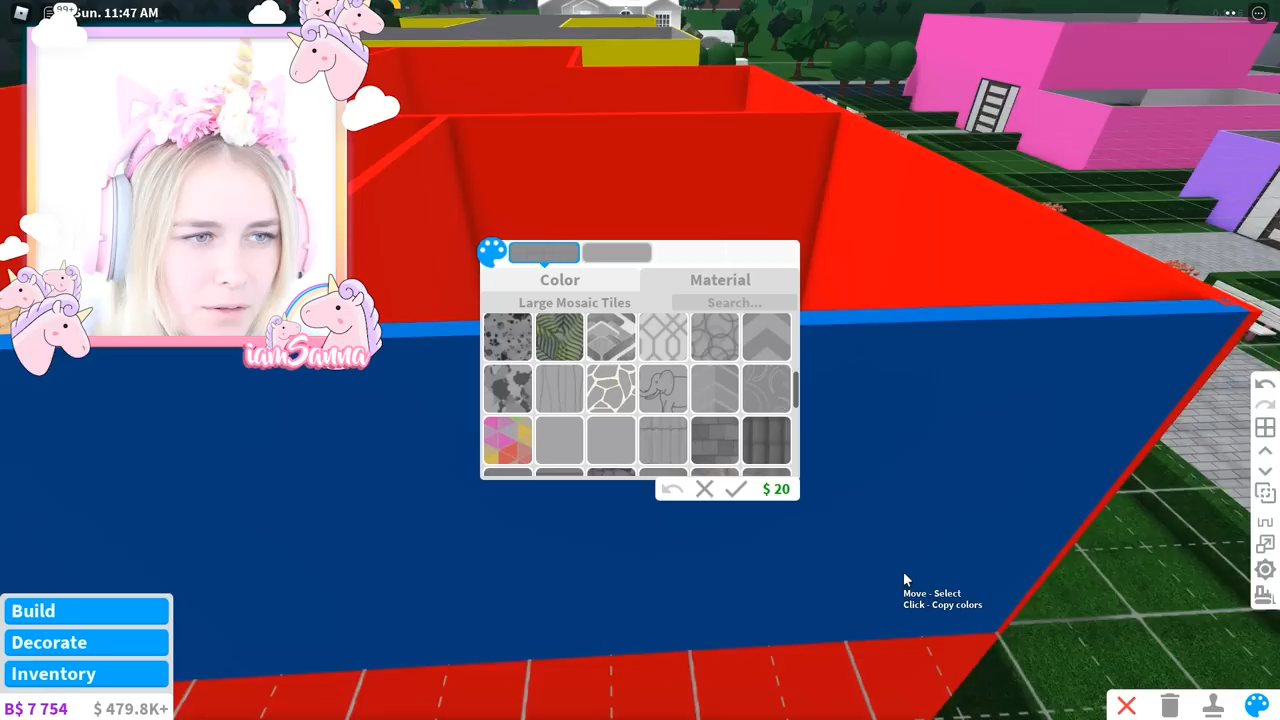 99+
Sun. 11:47 AM
iamSanna
Color
Material
Large Mosaic Tiles
Search...
$ 20
Move - Select
Click - Copy colors
Build
Decorate
Inventory
B$ 7 754
$ 479.8K+